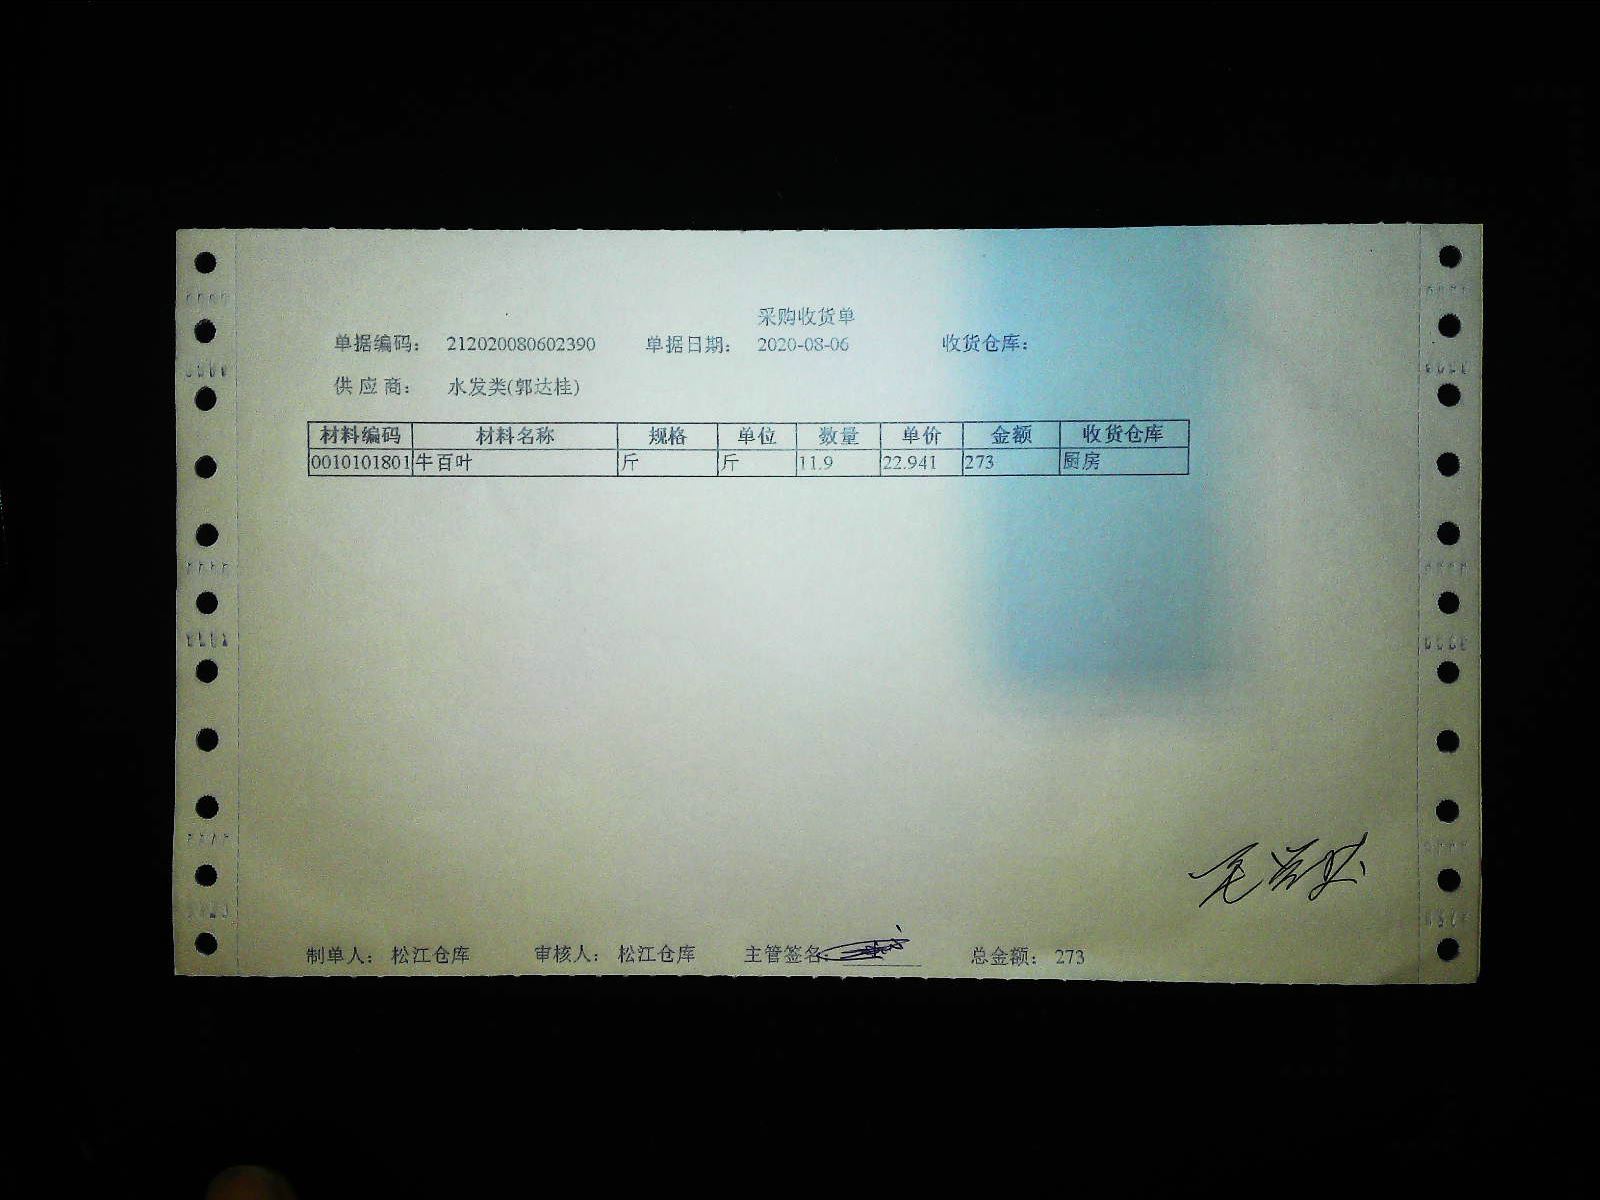 采购收货单
单据编码： 212020080602390 单据日期： 2020-08-06 收货仓库：
供应商： 水发类(郭达桂)
材料编码 材料名称 规格 单位 数量 单价 金额 收货仓库
0010101801 牛百叶 斤 斤 11.9 22.941 273 厨房
制单人： 松江仓库 审核人： 松江仓库 主管签名: 总金额： 273